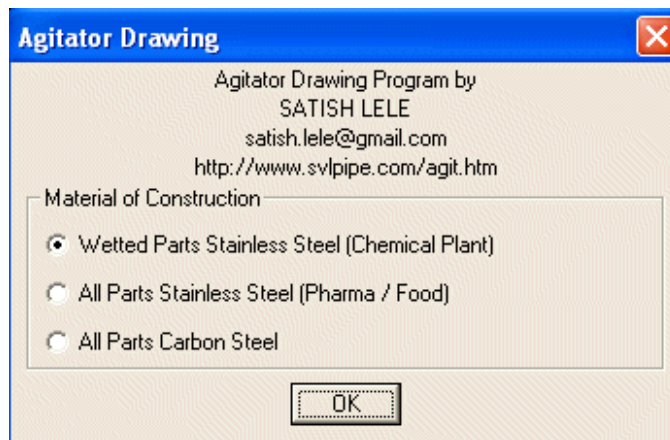 Agitator Drawing
Agitator Drawing Program by
SATISH LELE
satish.lele@gmail.com
http://www.svlpipe.com/agit.htm
Material of Construction
Wetted Parts Stainless Steel (Chemical Plant)
All Parts Stainless Steel (Pharma / Food)
All Parts Carbon Steel
OK